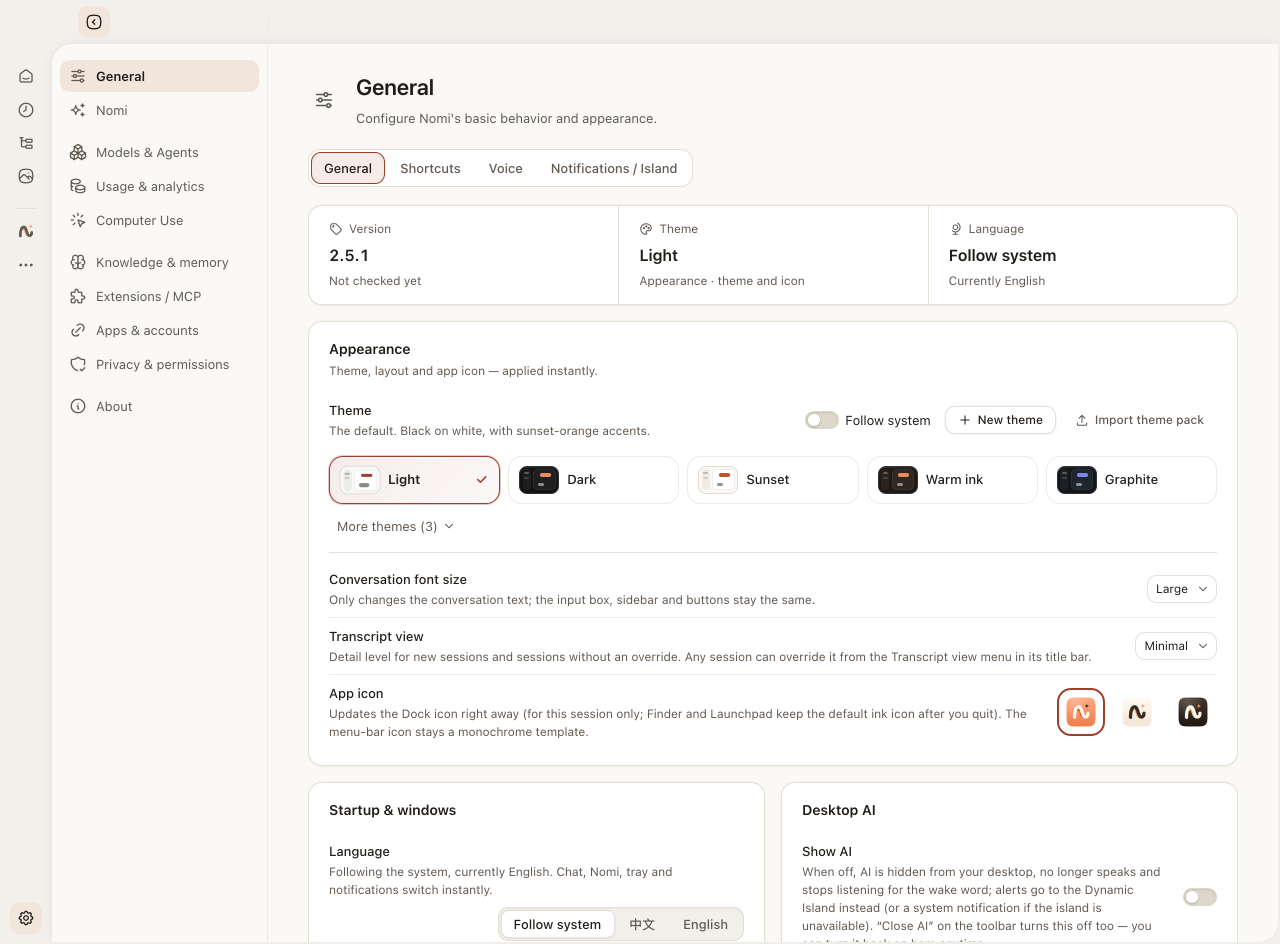 General
Nomi
Models & Agents
Usage & analytics
Computer Use
Knowledge & memory
Extensions / MCP
Apps & accounts
Privacy & permissions
About
General
Configure Nomi's basic behavior and appearance.
General
Shortcuts
Voice
Notifications / Island
Version
2.5.1
Not checked yet
Theme
Light
Appearance · theme and icon
Language
Follow system
Currently English
Appearance
Theme, layout and app icon — applied instantly.
Theme
The default. Black on white, with sunset-orange accents.
Follow system
New theme
Import theme pack
Light
Dark
Sunset
Warm ink
Graphite
More themes (3)
Conversation font size
Only changes the conversation text; the input box, sidebar and buttons stay the same.
Large
Transcript view
Detail level for new sessions and sessions without an override. Any session can override it from the Transcript view menu in its title bar.
Minimal
App icon
Updates the Dock icon right away (for this session only; Finder and Launchpad keep the default ink icon after you quit). The
menu-bar icon stays a monochrome template.
Startup & windows
Language
Following the system, currently English. Chat, Nomi, tray and
notifications switch instantly.
Follow system
中文
English
Desktop AI
Show AI
When off, AI is hidden from your desktop, no longer speaks and
stops listening for the wake word; alerts go to the Dynamic
Island instead (or a system notification if the island is
unavailable). “Close AI” on the toolbar turns this off too — you